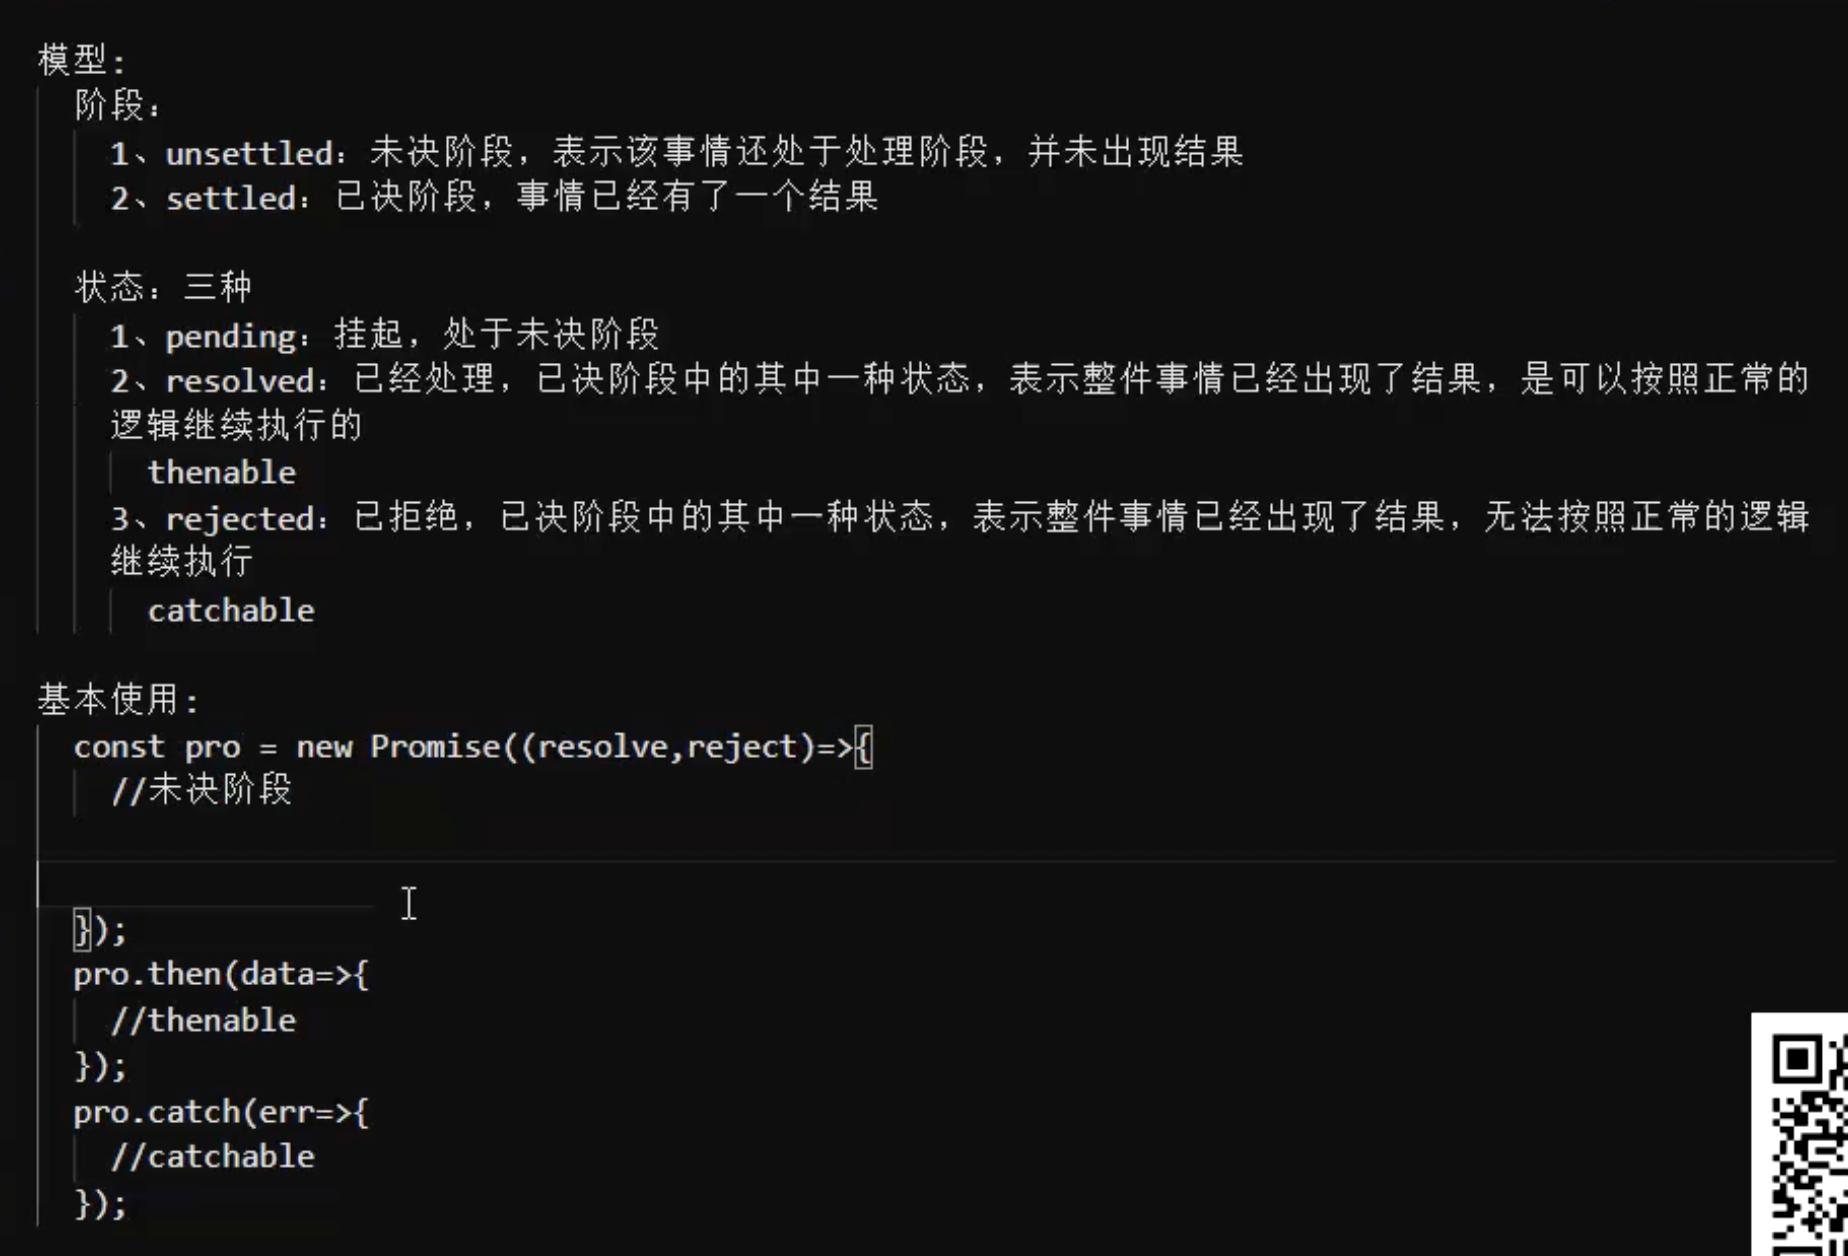 模型：
阶段：
1、unsettled：未决阶段，表示该事情还处于处理阶段，并未出现结果
2、settled：已决阶段，事情已经有了一个结果
状态：三种
1、pending：挂起，处于未决阶段
2、resolved：已经处理，已决阶段中的其中一种状态，表示整件事情已经出现了结果，是可以按照正常的
逻辑继续执行的
thenable
3、rejected：已拒绝，已决阶段中的其中一种状态，表示整件事情已经出现了结果，无法按照正常的逻辑
继续执行
catchable
基本使用：
const pro = new Promise((resolve,reject)=>{
//未决阶段
});
pro.then(data=>{
//thenable
});
pro.catch(err=>{
//catchable
});